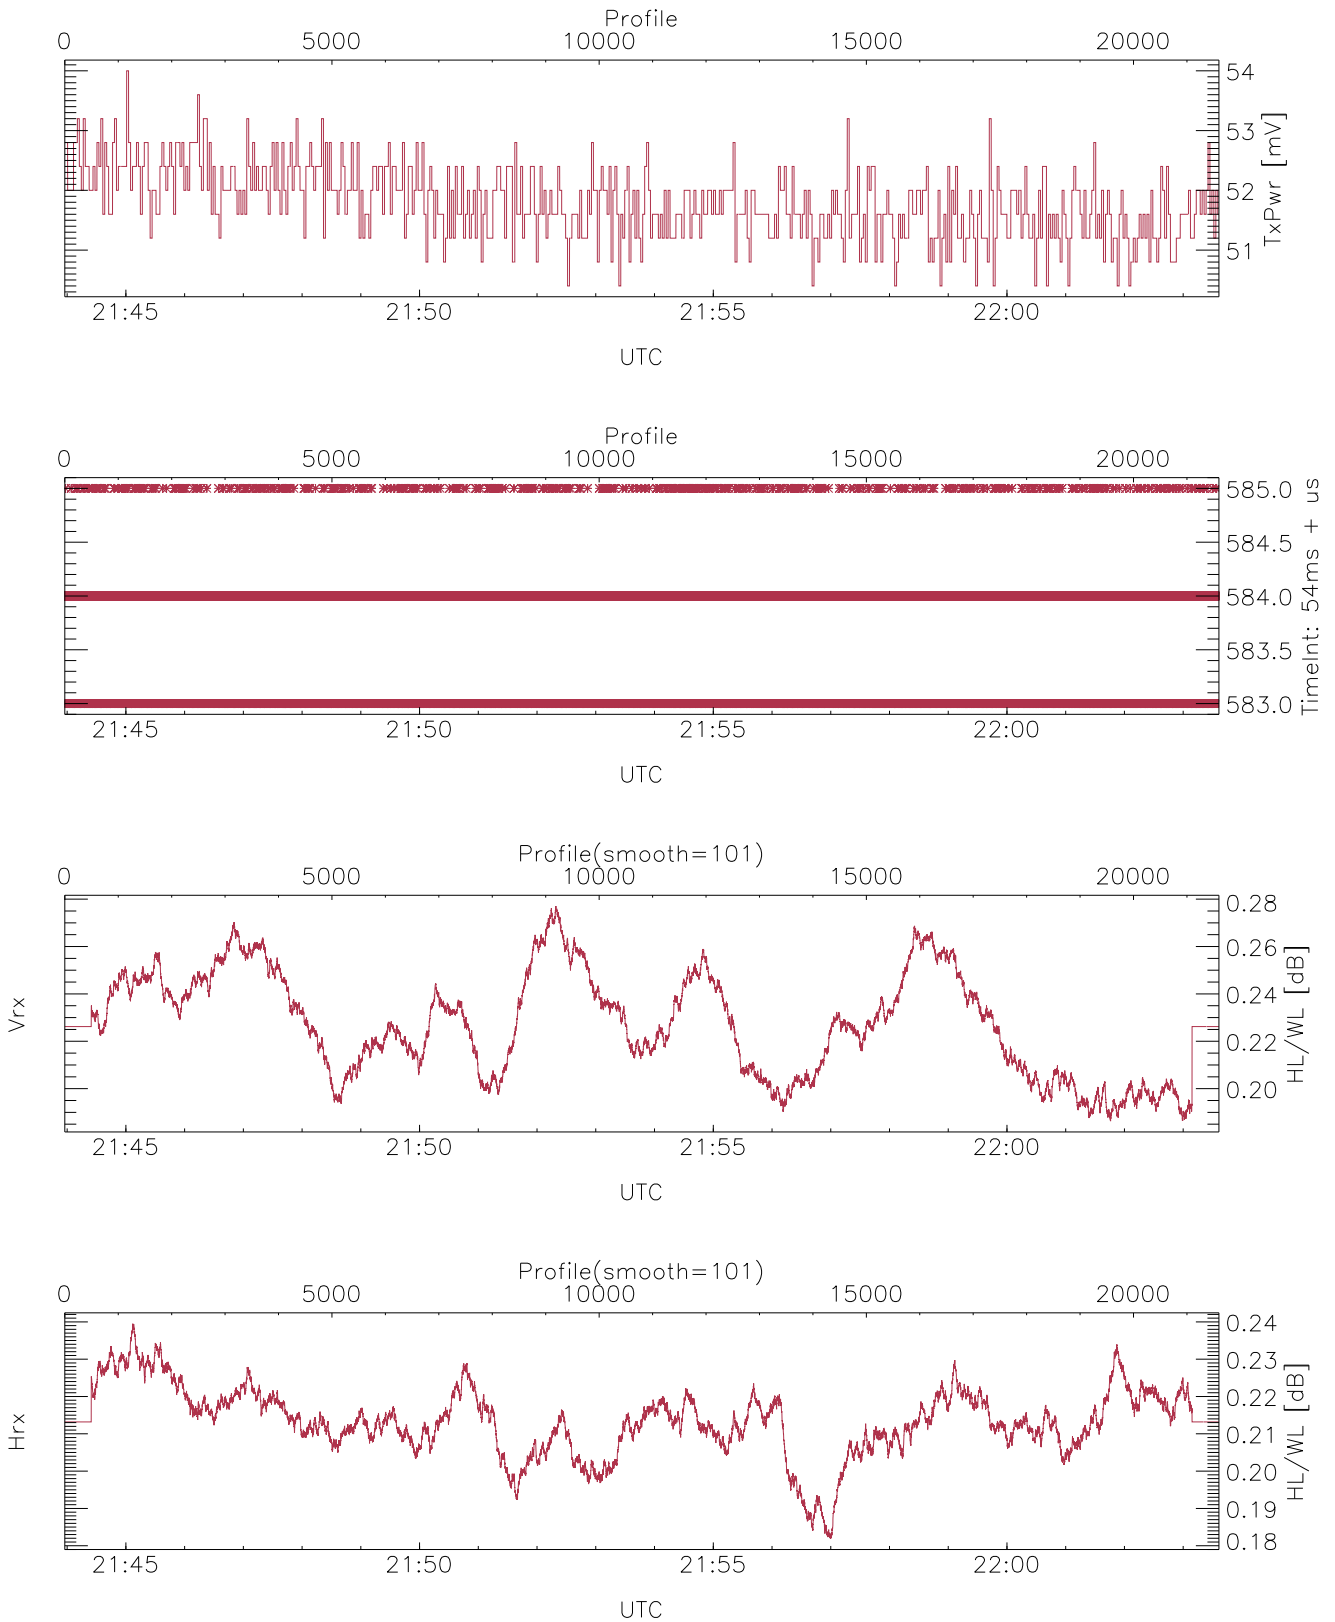 Profile
0 5000 10000 15000 20000
54
53
52
51
TxPwr [mV]
21:45 21:50 21:55 22:00
UTC
Profile
0 5000 10000 15000 20000
585.0
584.5
584.0
583.5
583.0
TimeInt: 54ms + us
21:45 21:50 21:55 22:00
UTC
Profile(smooth=101)
0 5000 10000 15000 20000
Vrx
0.28
0.26
0.24
0.22
0.20
HL/WL [dB]
21:45 21:50 21:55 22:00
UTC
Profile(smooth=101)
0 5000 10000 15000 20000
Hrx
0.24
0.23
0.22
0.21
0.20
0.19
0.18
HL/WL [dB]
21:45 21:50 21:55 22:00
UTC